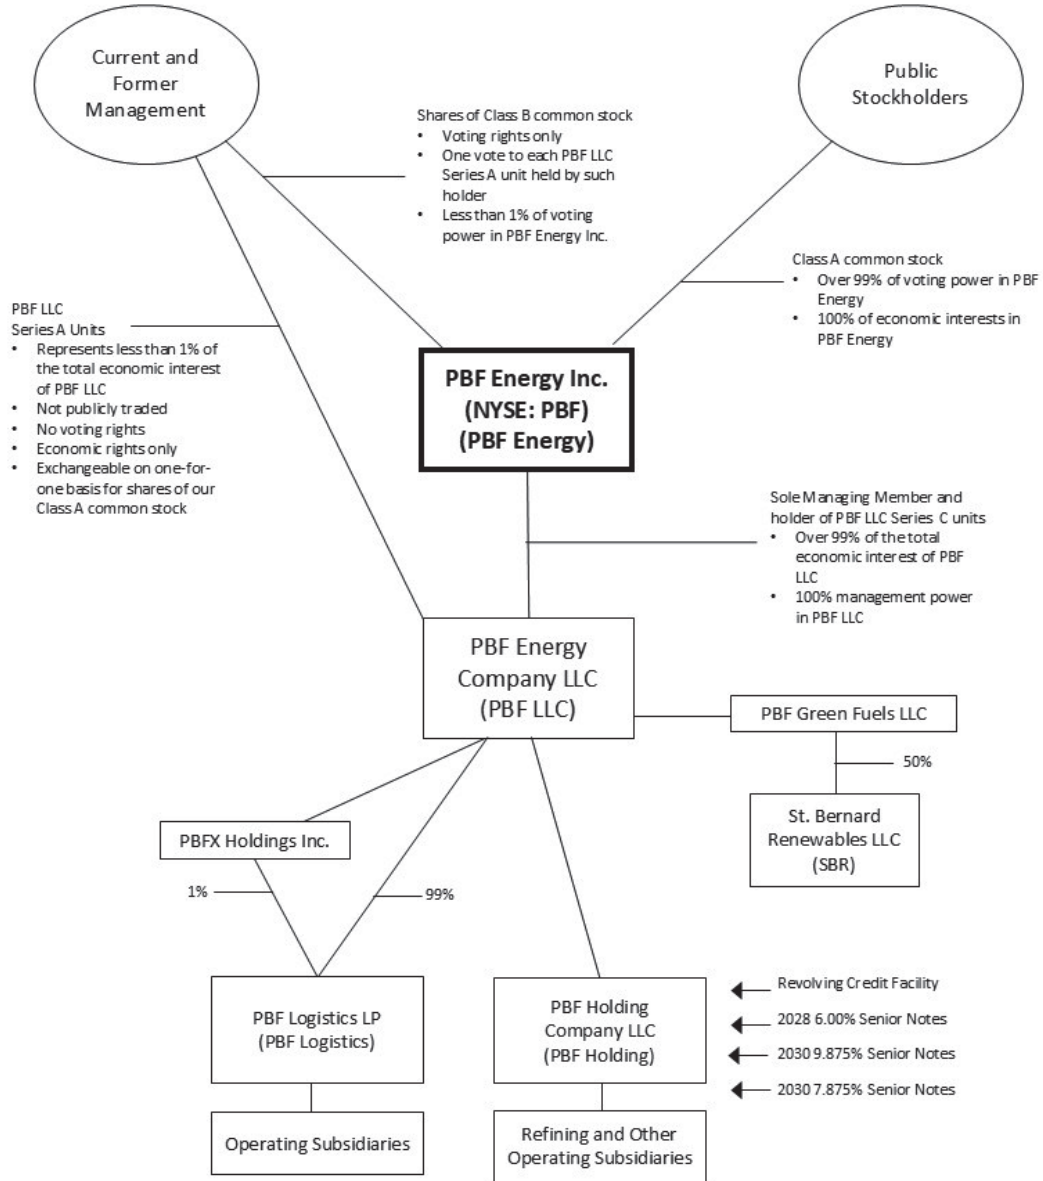 Current and
Former
Management
Public
Stockholders
Shares of Class B common stock
• Voting rights only
• One vote to each PBF LLC
Series A unit held by such
holder
• Less than 1% of voting
power in PBF Energy Inc.
Class A common stock
• Over 99% of voting power in PBF
Energy
• 100% of economic interests in
PBF Energy
PBF LLC
Series A Units
• Represents less than 1% of
the total economic interest
of PBF LLC
• Not publicly traded
• No voting rights
• Economic rights only
• Exchangeable on one-for-
one basis for shares of our
Class A common stock
PBF Energy Inc.
(NYSE: PBF)
(PBF Energy)
Sole Managing Member and
holder of PBF LLC Series C units
• Over 99% of the total
economic interest of PBF
LLC
• 100% management power
in PBF LLC
PBF Energy
Company LLC
(PBF LLC)
PBF Green Fuels LLC
50%
St. Bernard
Renewables LLC
(SBR)
PBFX Holdings Inc.
1%
99%
PBF Logistics LP
(PBF Logistics)
PBF Holding
Company LLC
(PBF Holding)
Revolving Credit Facility
2028 6.00% Senior Notes
2030 9.875% Senior Notes
2030 7.875% Senior Notes
Operating Subsidiaries
Refining and Other
Operating Subsidiaries